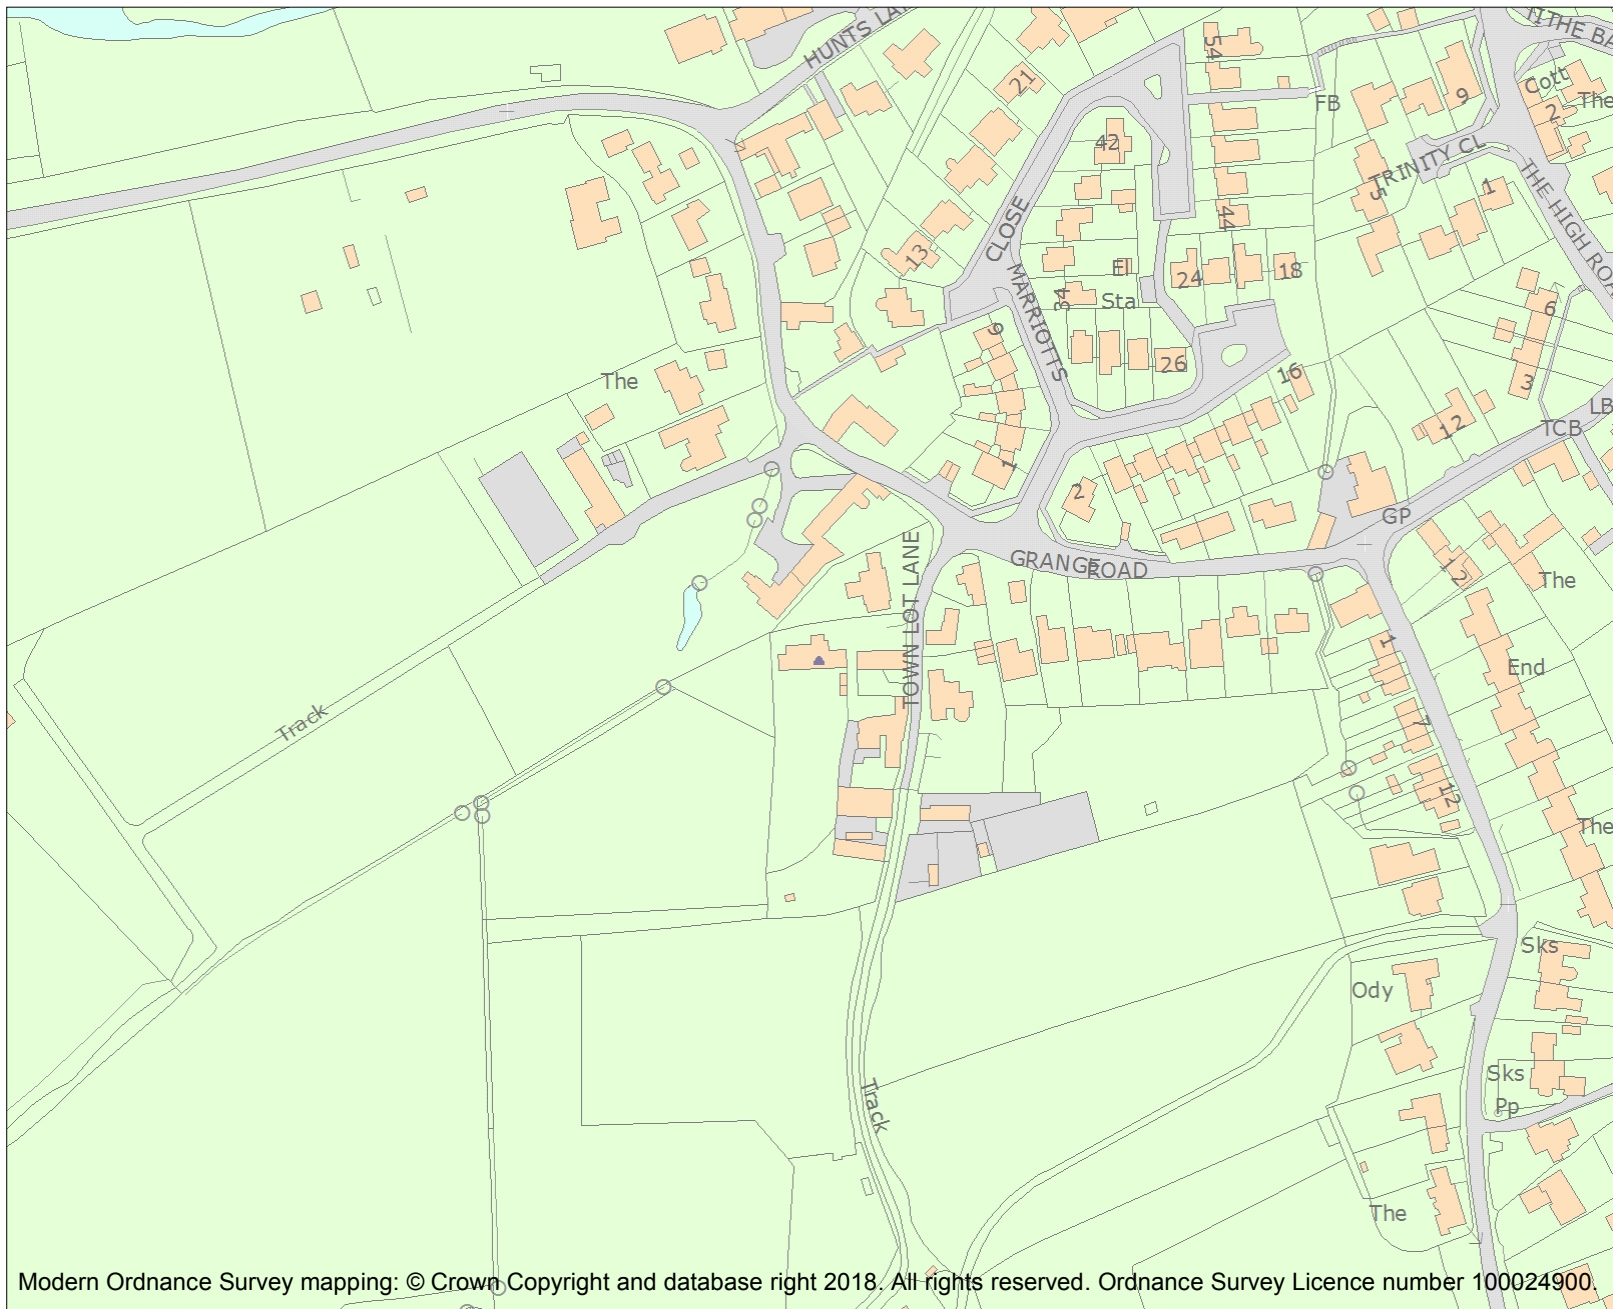 HUNTS LA
TITHE BA
54
21
Cott
The
9
2
FB
42
TRINITY CL
5
1
THE HIGH ROA
44
CLOSE
13
El
24
18
MARRIOTTS
34
Sta
6
9
26
16
The
3
LB
12
TCB
1
2
GP
TOWN LOT LANE
GRANGE
ROAD
1 2
The
1
End
Track
7
12
The
Sks
Ody
Sks
Track
Pp
The
Modern Ordnance Survey mapping: © Crown Copyright and database right 2018. All rights reserved. Ordnance Survey Licence number 100024900.